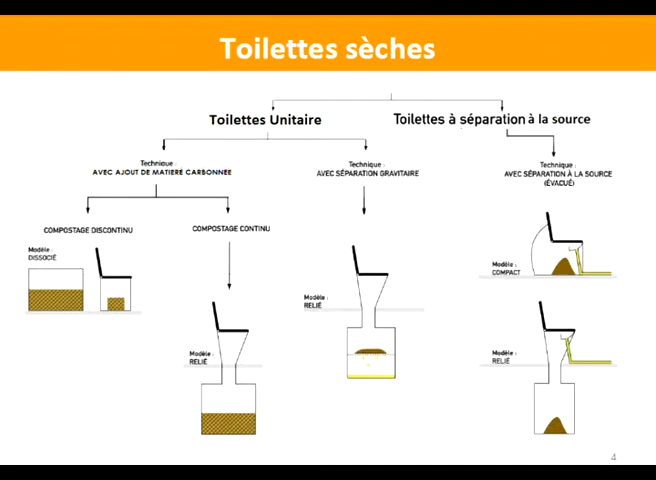 Toilettes sèches
Toilettes Unitaire
Toilettes à séparation à la source
Technique :
AVEC AJOUT DE MATIERE CARBONNÉE
Technique :
AVEC SÉPARATION GRAVITAIRE
Technique :
AVEC SÉPARATION À LA SOURCE
(ÉVACUÉ)
COMPOSTAGE DISCONTINU
COMPOSTAGE CONTINU
Modèle :
DISSOCIÉ
Modèle :
COMPACT
Modèle :
RELIÉ
Modèle :
RELIÉ
Modèle :
RELIÉ
4